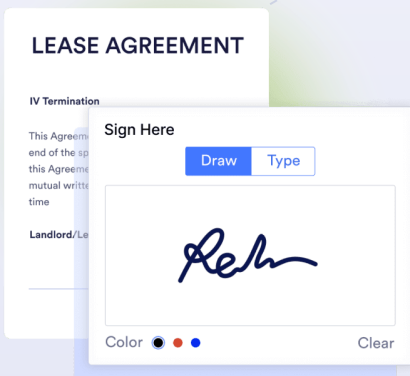 LEASE AGREEMENT
IV Termination
This Agreem
end of the sp
this Agreeme
mutual writte
time
Landlord/Le
Sign Here
Draw Type
Color Clear